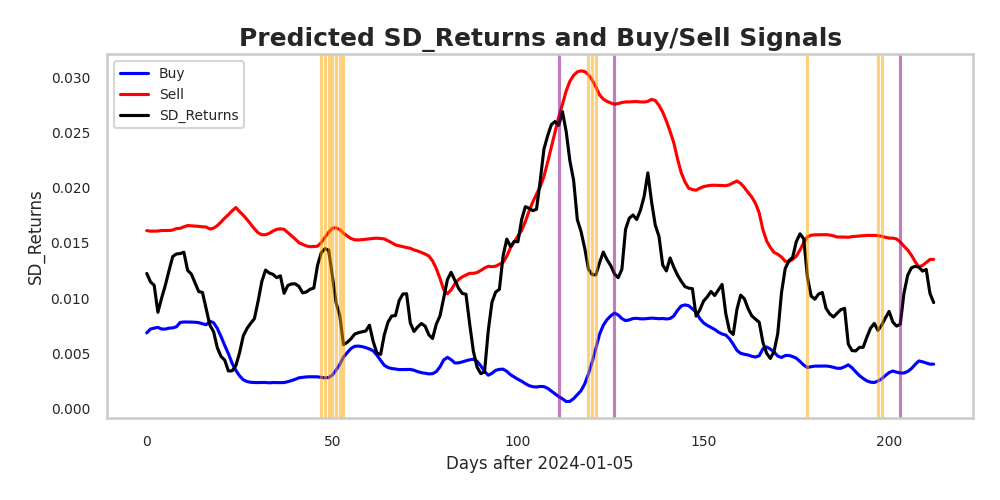 Predicted SD_Returns and Buy/Sell Signals
Buy
Sell
SD_Returns
SD_Returns
0.030
0.025
0.020
0.015
0.010
0.005
0.000
0
50
100
150
200
Days after 2024-01-05